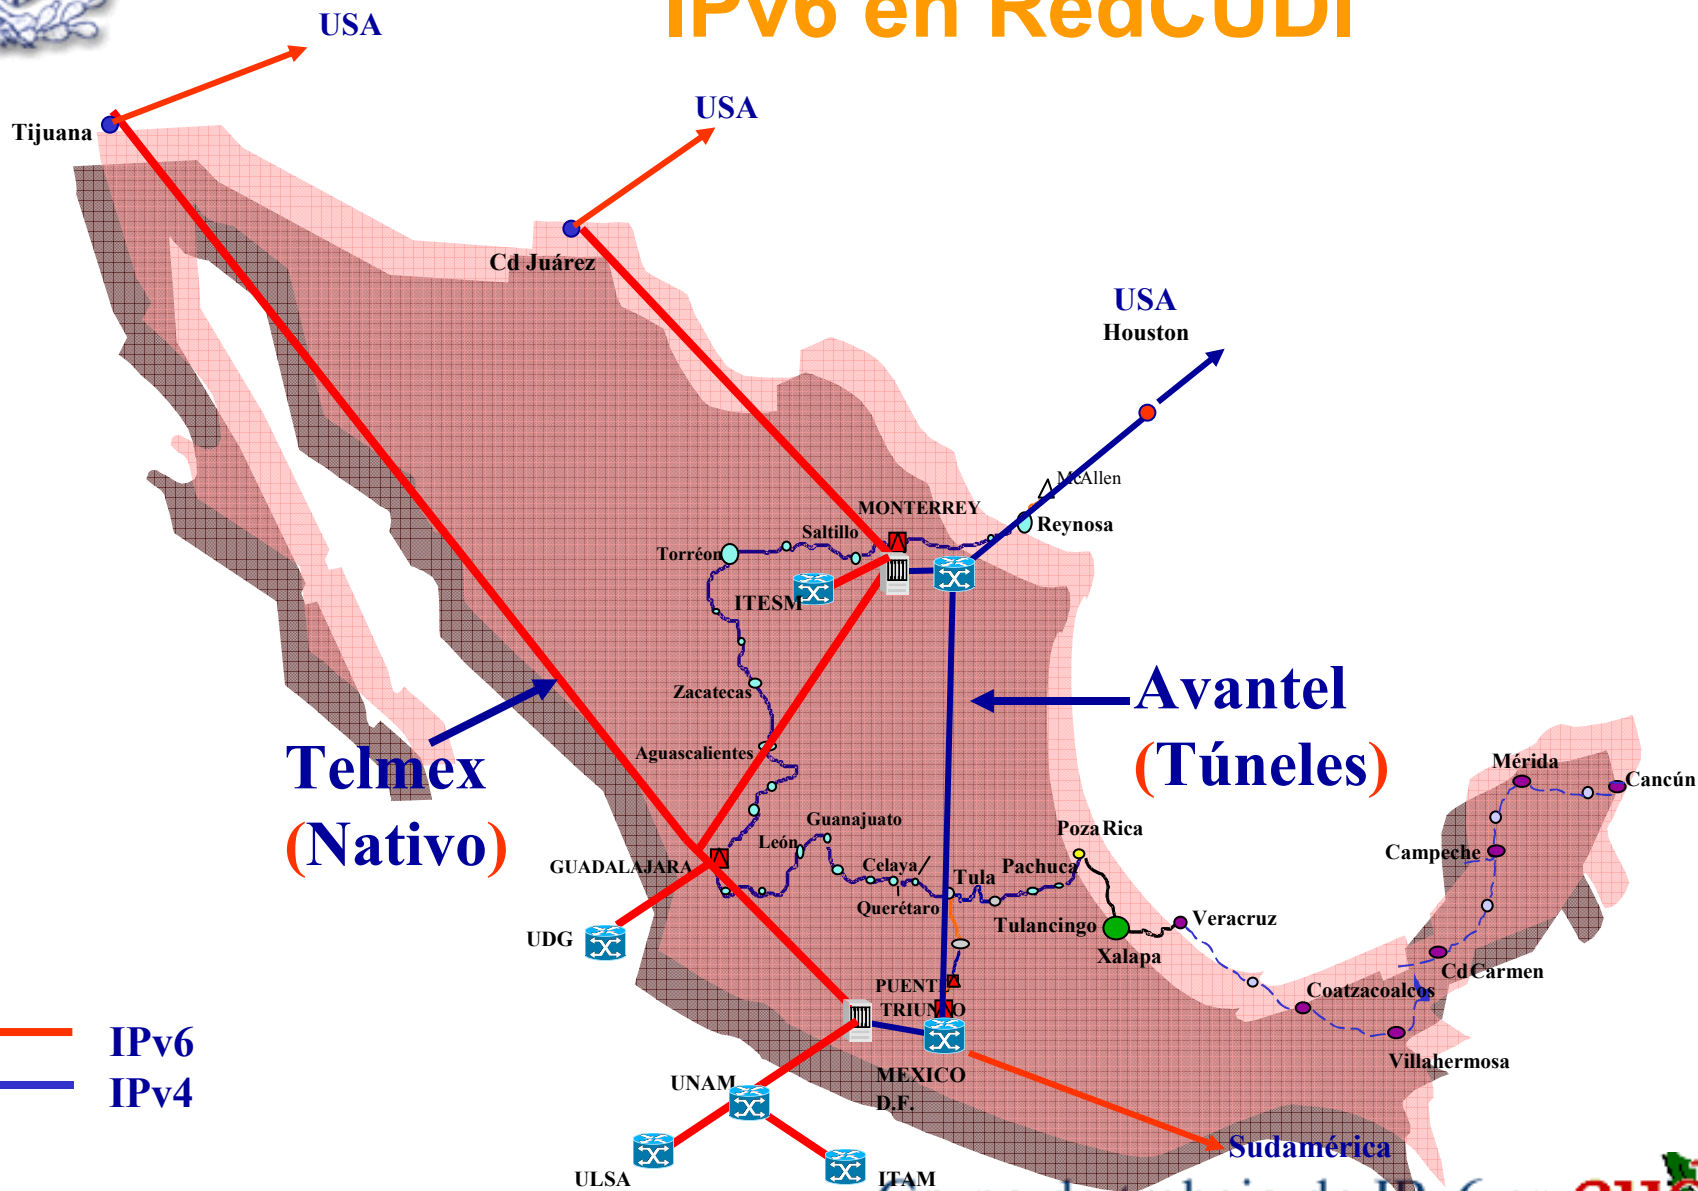 IPv6 en RedCUDI
USA
USA
Tijuana
Cd Juárez
USA
Houston
McAllen
MONTERREY
Reynosa
Saltillo
Torréon
ITESM
Zacatecas
Avantel
(Túneles)
Aguascalientes
Telmex
(Nativo)
Mérida
Cancún
Guanajuato
Poza Rica
León
Campeche
GUADALAJARA
Celaya
Pachuca
Tula
Querétaro
Tulancingo
Veracruz
UDG
Xalapa
Cd Carmen
PUENTE
Coatzacoalcos
TRIUNFO
IPv6
Villahermosa
MEXICO
D.F.
UNAM
IPv4
Sudamérica
ULSA
ITAM